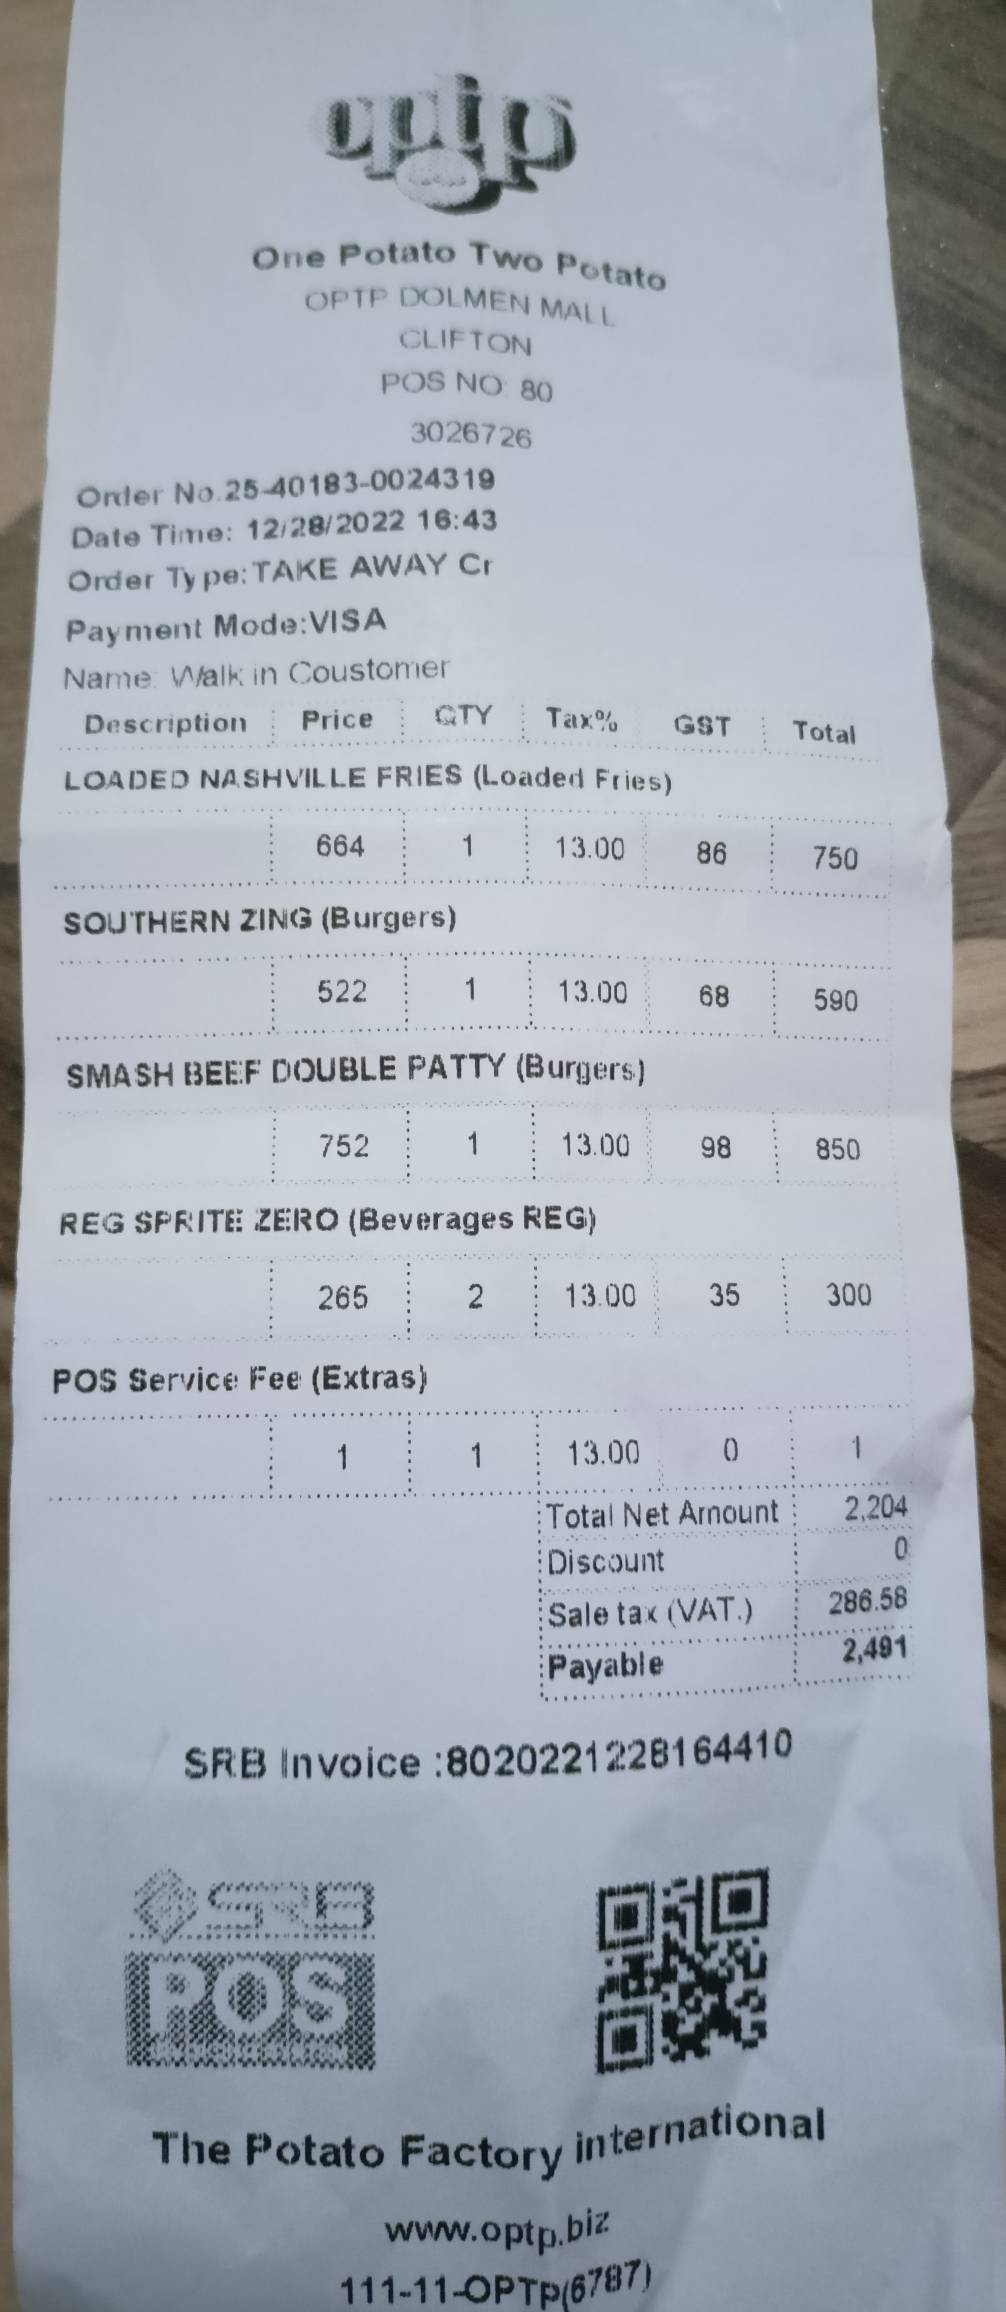 optp
One Potato Two Potato
OPTP DOLMEN MALL
CLIFTON
POS NO: 80
3026726
Order No.25-40183-0024319
Date Time: 12/28/2022 16:43
Order Type:TAKE AWAY Cr
Payment Mode:VISA
Name: Walk in Coustomer
Description Price QTY Tax% GST Total
LOADED NASHVILLE FRIES (Loaded Fries)
664 1 13.00 86 750
SOUTHERN ZING (Burgers)
522 1 13.00 68 590
SMASH BEEF DOUBLE PATTY (Burgers)
752 1 13.00 98 850
REG SPRITE ZERO (Beverages REG)
265 2 13.00 35 300
POS Service Fee (Extras)
1 1 13.00 0 1
Total Net Amount 2,204
Discount 0
Sale tax (VAT.) 286.58
Payable 2,491
SRB Invoice :8020221228164410
SRB
POS
The Potato Factory international
www.optp.biz
111-11-OPTP(6787)